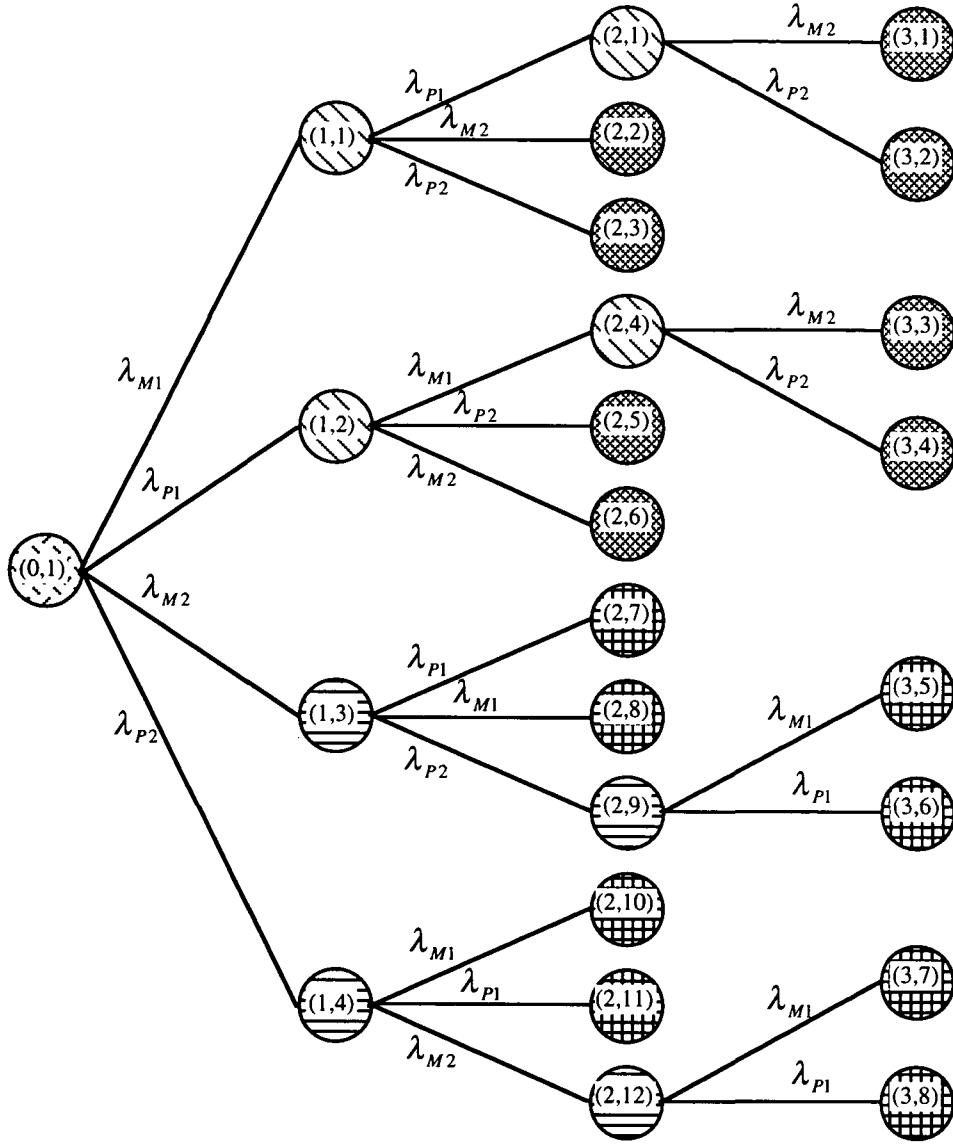 (2,1)
λM2
(3,1)
λP1
λP2
(1,1)
λM2
(2,2)
(3,2)
λP2
(2,3)
λM2
(2,4)
(3,3)
λM1
λM1
λP2
λP2
(1,2)
(2,5)
(3,4)
λM2
λP1
(2,6)
(0,1)
λM2
(2,7)
λP1
λM1
(3,5)
(1,3)
(2,8)
λM1
λP2
λP2
λP1
(2,9)
(3,6)
(2,10)
λM1
λP1
(3,7)
(1,4)
(2,11)
λM1
λM2
λP1
(2,12)
(3,8)